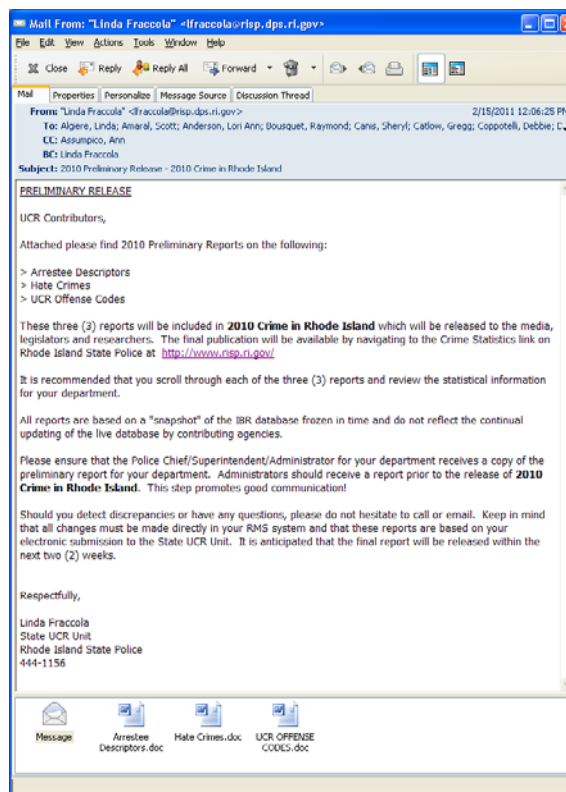 Mail From: "Linda Fraccola" <lfraccola@risp.dps.ri.gov>
File Edit View Actions Tools Window Help
Close Reply Reply All Forward
Mail Properties Personalize Message Source Discussion Thread
From: "Linda Fraccola" <lfraccola@risp.dps.ri.gov> 2/15/2011 12:06:25 PM
To: Algiere, Linda; Amaral, Scott; Anderson, Lori Ann; Bousquet, Raymond; Canis, Sheryl; Catlow, Gregg; Coppotelli, Debbie; D
CC: Assumpico, Ann
BC: Linda Fraccola
Subject: 2010 Preliminary Release - 2010 Crime in Rhode Island
PRELIMINARY RELEASE
UCR Contributors,
Attached please find 2010 Preliminary Reports on the following:
> Arrestee Descriptors
> Hate Crimes
> UCR Offense Codes
These three (3) reports will be included in 2010 Crime in Rhode Island which will be released to the media,
legislators and researchers. The final publication will be available by navigating to the Crime Statistics link on
Rhode Island State Police at http://www.risp.ri.gov/
It is recommended that you scroll through each of the three (3) reports and review the statistical information
for your department.
All reports are based on a "snapshot" of the IBR database frozen in time and do not reflect the continual
updating of the live database by contributing agencies.
Please ensure that the Police Chief/Superintendent/Administrator for your department receives a copy of the
preliminary report for your department. Administrators should receive a report prior to the release of 2010
Crime in Rhode Island. This step promotes good communication!
Should you detect discrepancies or have any questions, please do not hesitate to call or email. Keep in mind
that all changes must be made directly in your RMS system and that these reports are based on your
electronic submission to the State UCR Unit. It is anticipated that the final report will be released within the
next two (2) weeks.
Respectfully,
Linda Fraccola
State UCR Unit
Rhode Island State Police
444-1156
Message Arrestee Descriptors.doc Hate Crimes.doc UCR OFFENSE CODES.doc